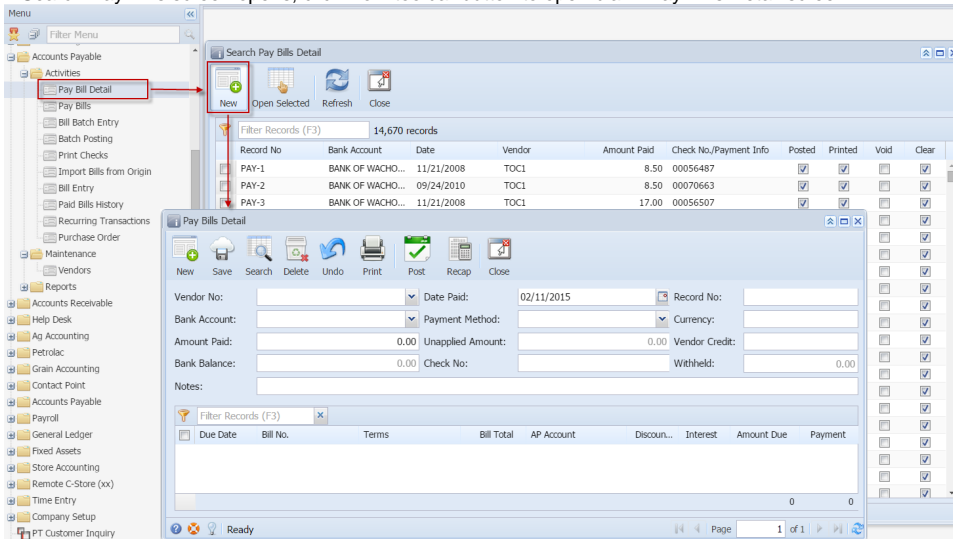 Menu
Filter Menu
Accounts Payable
Activities
Pay Bill Detail
Pay Bills
Bill Batch Entry
Batch Posting
Print Checks
Import Bills from Origin
Bill Entry
Paid Bills History
Recurring Transactions
Purchase Order
Maintenance
Vendors
Reports
Accounts Receivable
Help Desk
Ag Accounting
Petrolac
Grain Accounting
Contact Point
Accounts Payable
Payroll
General Ledger
Fixed Assets
Store Accounting
Remote C-Store (xx)
Time Entry
Company Setup
PT Customer Inquiry
Search Pay Bills Detail
New Open Selected Refresh Close
Filter Records (F3) 14,670 records
Record No Bank Account Date Vendor Amount Paid Check No./Payment Info Posted Printed Void Clear
PAY-1 BANK OF WACHO... 11/21/2008 TOC1 8.50 00056487
PAY-2 BANK OF WACHO... 09/24/2010 TOC1 8.50 00070663
PAY-3 BANK OF WACHO... 11/21/2008 TOC1 17.00 00056507
Pay Bills Detail
New Save Search Delete Undo Print Post Recap Close
Vendor No: Date Paid: 02/11/2015 Record No:
Bank Account: Payment Method: Currency:
Amount Paid: 0.00 Unapplied Amount: 0.00 Vendor Credit:
Bank Balance: 0.00 Check No: Withheld: 0.00
Notes:
Filter Records (F3)
Due Date Bill No. Terms Bill Total AP Account Discoun... Interest Amount Due Payment
0 0
Ready Page 1 of 1